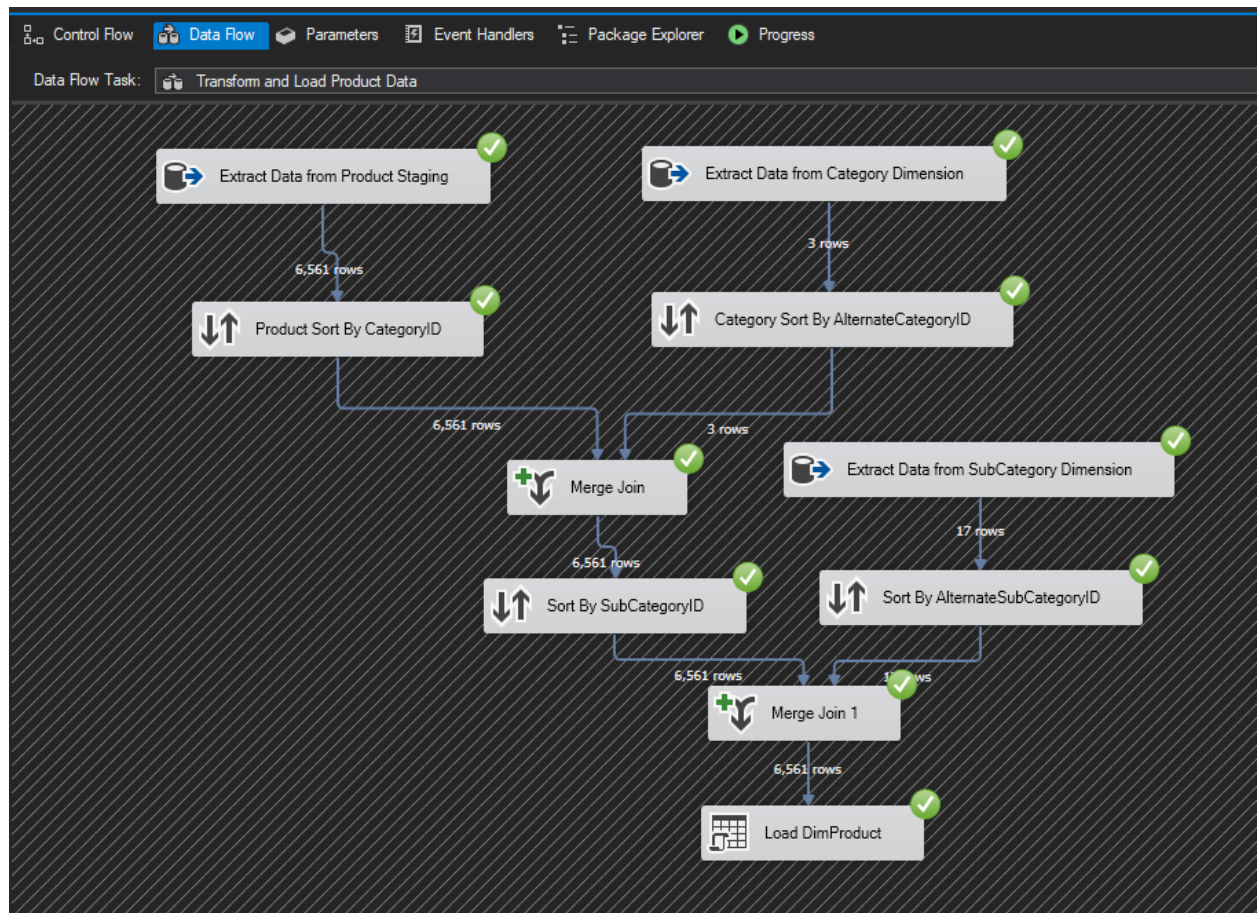 Control Flow
Data Flow
Parameters
Event Handlers
Package Explorer
Progress
Data Flow Task:
Transform and Load Product Data
Extract Data from Product Staging
Extract Data from Category Dimension
3 rows
6,561 rows
Product Sort By CategoryID
Category Sort By AlternateCategoryID
6,561 rows
3 rows
Merge Join
Extract Data from SubCategory Dimension
17 rows
6,561 rows
Sort By SubCategoryID
Sort By AlternateSubCategoryID
6,561 rows
Merge Join 1
6,561 rows
Load DimProduct